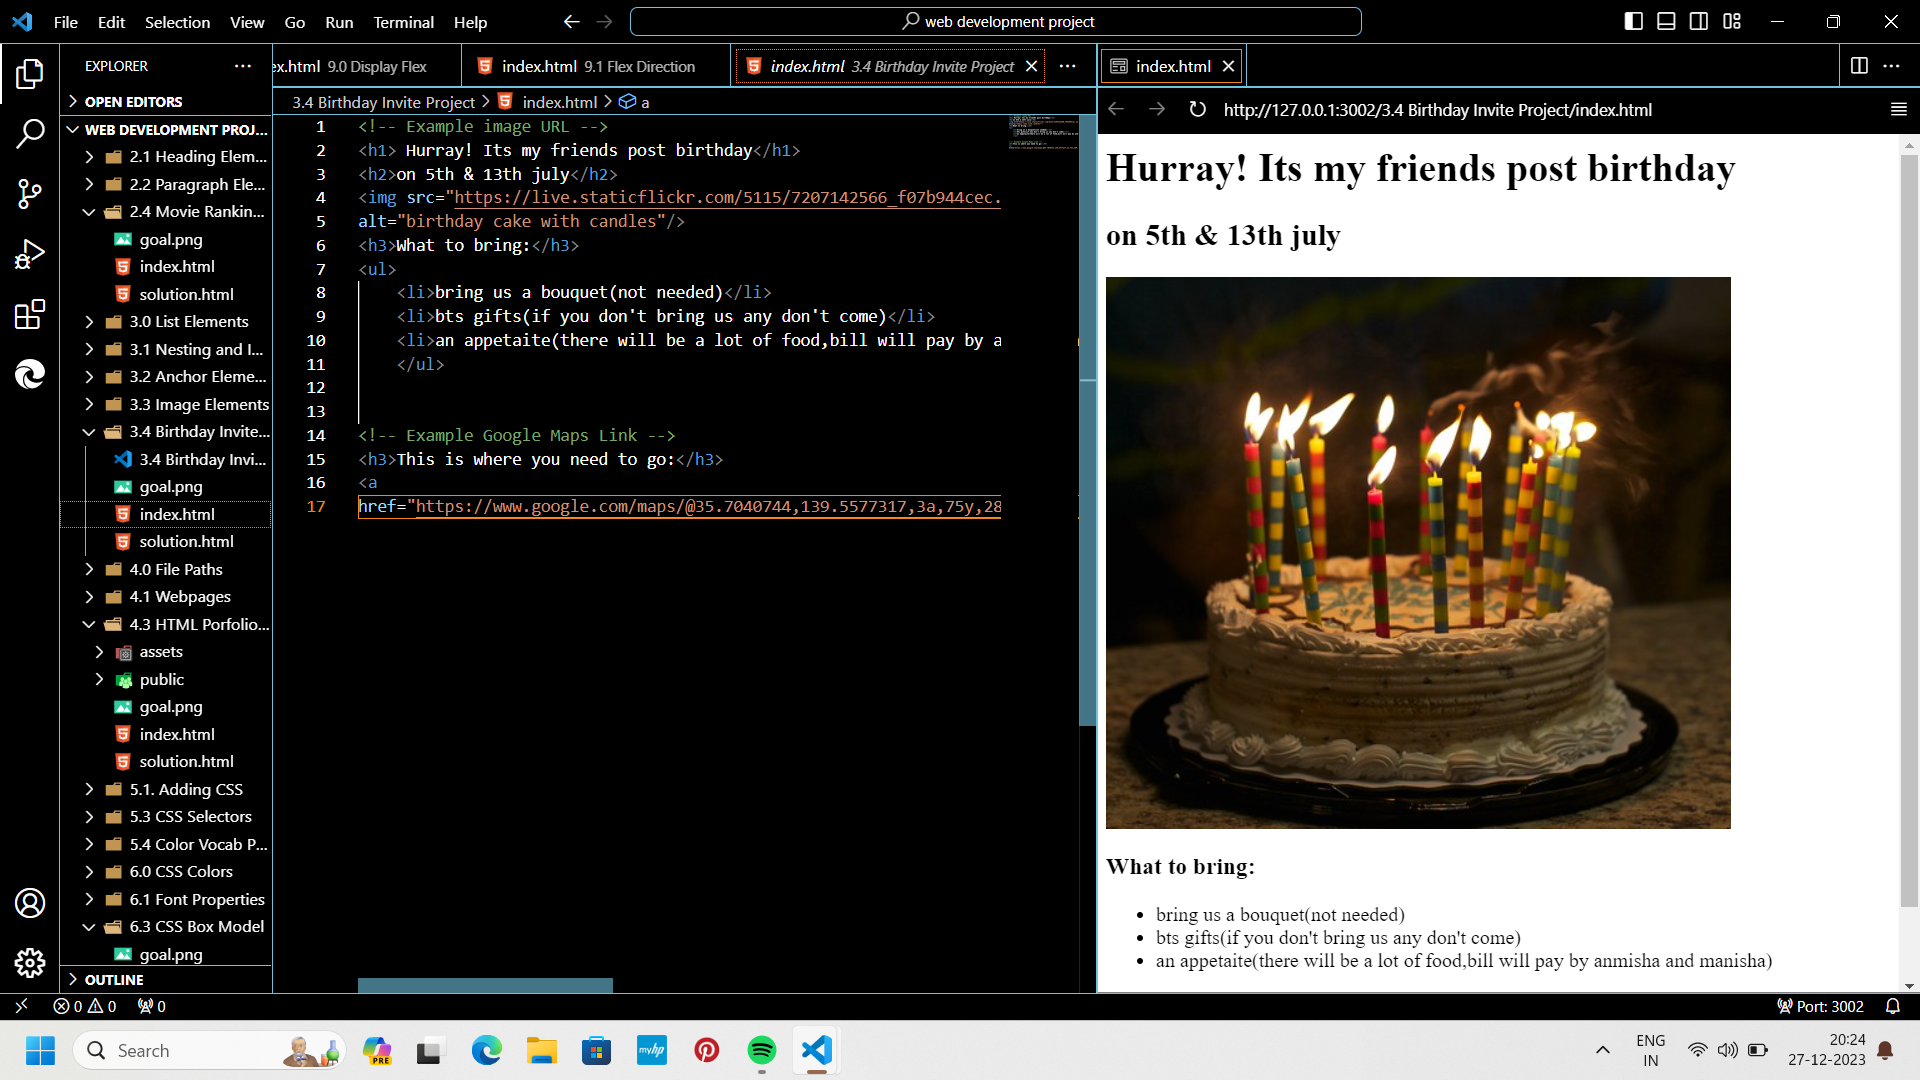 File Edit Selection View Go Run Terminal Help
web development project
EXPLORER
OPEN EDITORS
WEB DEVELOPMENT PROJ...
2.1 Heading Elem...
2.2 Paragraph Ele...
2.4 Movie Rankin...
goal.png
index.html
solution.html
3.0 List Elements
3.1 Nesting and I...
3.2 Anchor Eleme...
3.3 Image Elements
3.4 Birthday Invite...
3.4 Birthday Invi...
goal.png
index.html
solution.html
4.0 File Paths
4.1 Webpages
4.3 HTML Porfolio...
assets
public
goal.png
index.html
solution.html
5.1. Adding CSS
5.3 CSS Selectors
5.4 Color Vocab P...
6.0 CSS Colors
6.1 Font Properties
6.3 CSS Box Model
goal.png
OUTLINE
ex.html 9.0 Display Flex
index.html 9.1 Flex Direction
index.html 3.4 Birthday Invite Project
3.4 Birthday Invite Project > index.html > a
1 <!-- Example image URL -->
2 <h1> Hurray! Its my friends post birthday</h1>
3 <h2>on 5th & 13th july</h2>
4 <img src="https://live.staticflickr.com/5115/7207142566_f07b944cec.
5 alt="birthday cake with candles"/>
6 <h3>What to bring:</h3>
7 <ul>
8 <li>bring us a bouquet(not needed)</li>
9 <li>bts gifts(if you don't bring us any don't come)</li>
10 <li>an appetaite(there will be a lot of food,bill will pay by a
11 </ul>
12
13
14 <!-- Example Google Maps Link -->
15 <h3>This is where you need to go:</h3>
16 <a
17 href="https://www.google.com/maps/@35.7040744,139.5577317,3a,75y,28
index.html
http://127.0.0.1:3002/3.4 Birthday Invite Project/index.html
Hurray! Its my friends post birthday
on 5th & 13th july
What to bring:
• bring us a bouquet(not needed)
• bts gifts(if you don't bring us any don't come)
• an appetaite(there will be a lot of food,bill will pay by anmisha and manisha)
0 0 0
Port: 3002
Search
PRE
myhp
ENG
IN
20:24
27-12-2023